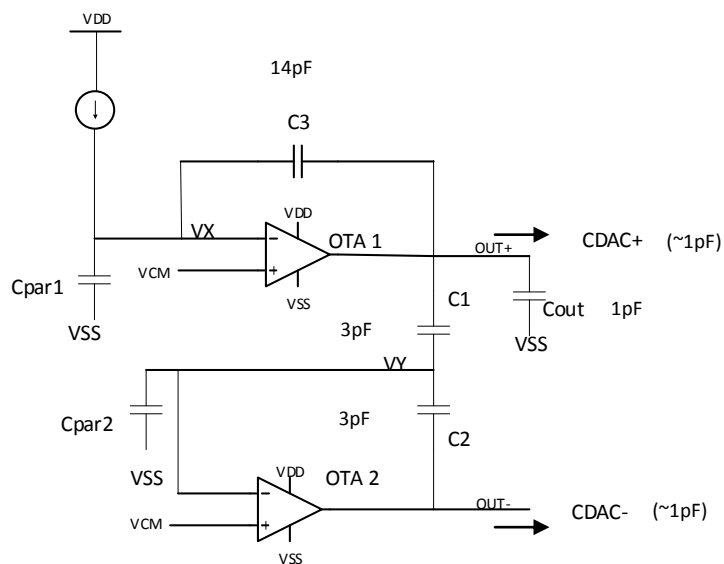 VDD
14pF
C3
VDD
VX
OTA 1
OUT+
CDAC+ (~1pF)
VCM
Cpar1
VSS
C1
Cout 1pF
VSS
3pF
VSS
VY
Cpar2
3pF
C2
VDD
OTA 2
VSS
OUT-
CDAC- (~1pF)
VCM
VSS